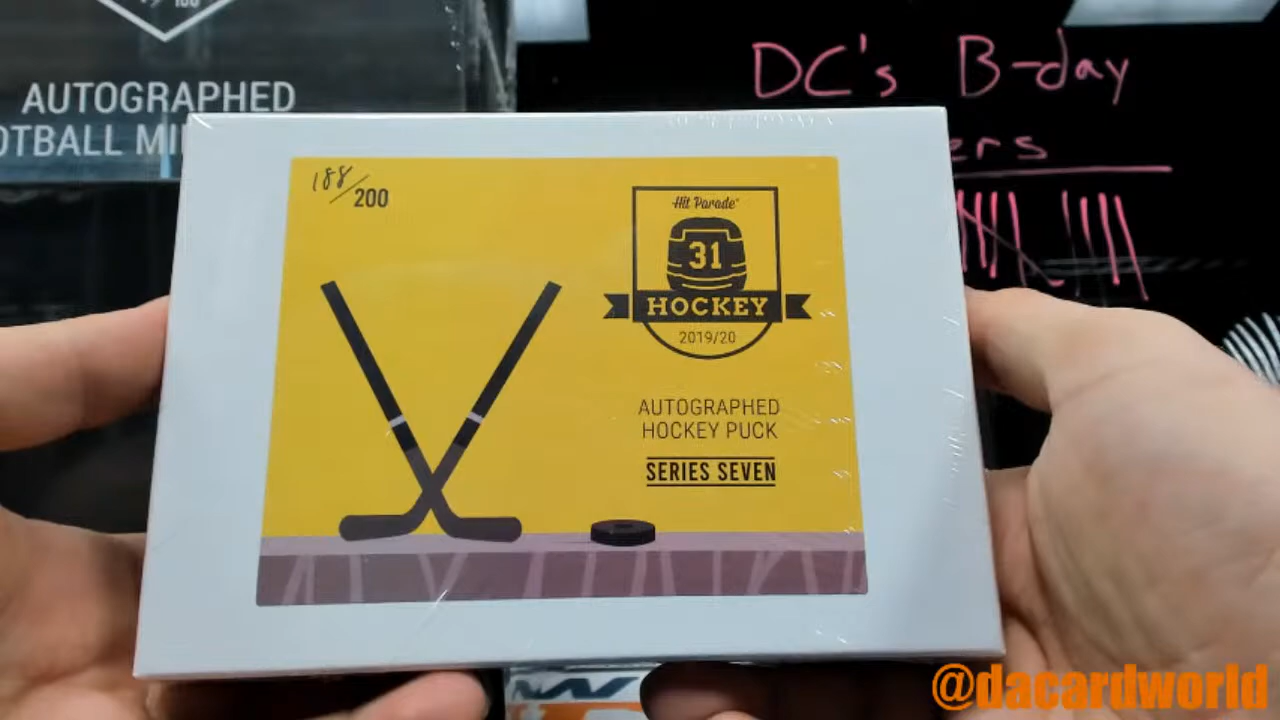 100
AUTOGRAPHED
OTBALL MI
DC's B-day
ers
188/200
Hit Parade
31
HOCKEY
2019/20
AUTOGRAPHED
HOCKEY PUCK
SERIES SEVEN
@dacardworld